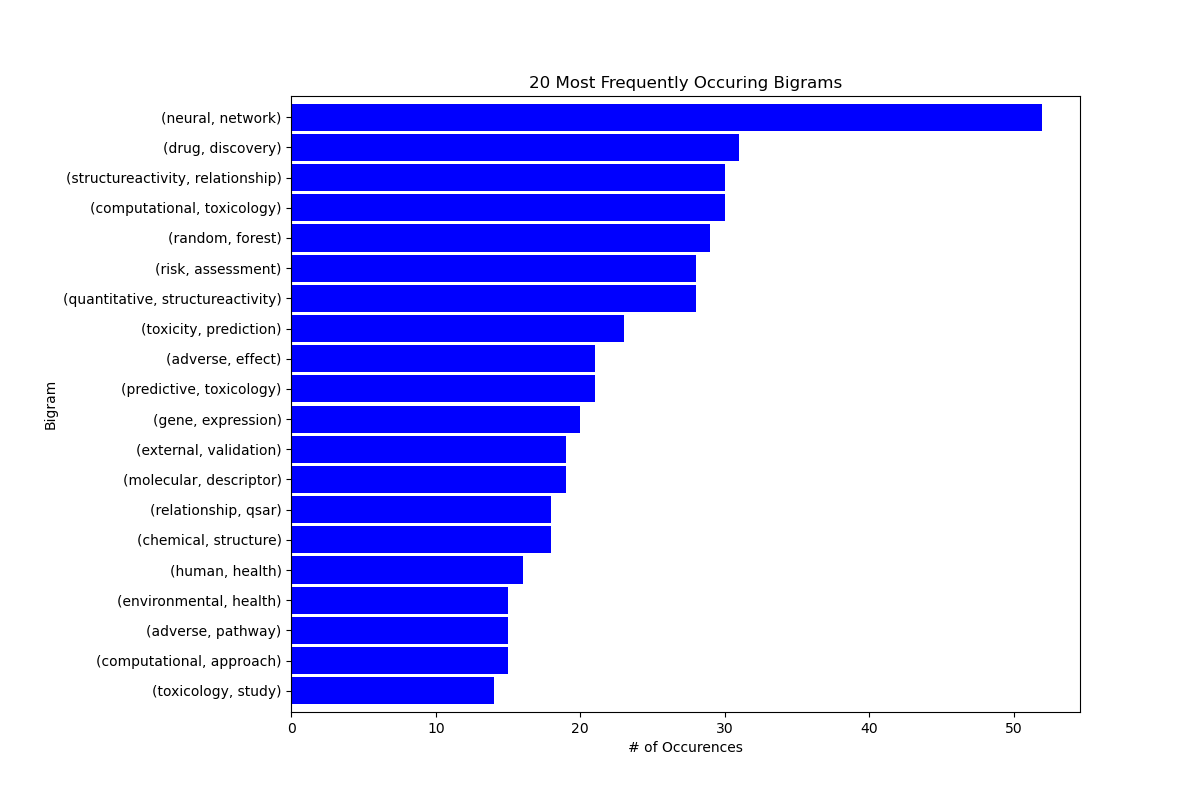 20 Most Frequently Occuring Bigrams
(neural, network)
(drug, discovery)
(structureactivity, relationship)
(computational, toxicology)
(random, forest)
(risk, assessment)
(quantitative, structureactivity)
(toxicity, prediction)
(adverse, effect)
(predictive, toxicology)
(gene, expression)
(external, validation)
(molecular, descriptor)
(relationship, qsar)
(chemical, structure)
(human, health)
(environmental, health)
(adverse, pathway)
(computational, approach)
(toxicology, study)
Bigram
0 10 20 30 40 50
# of Occurences